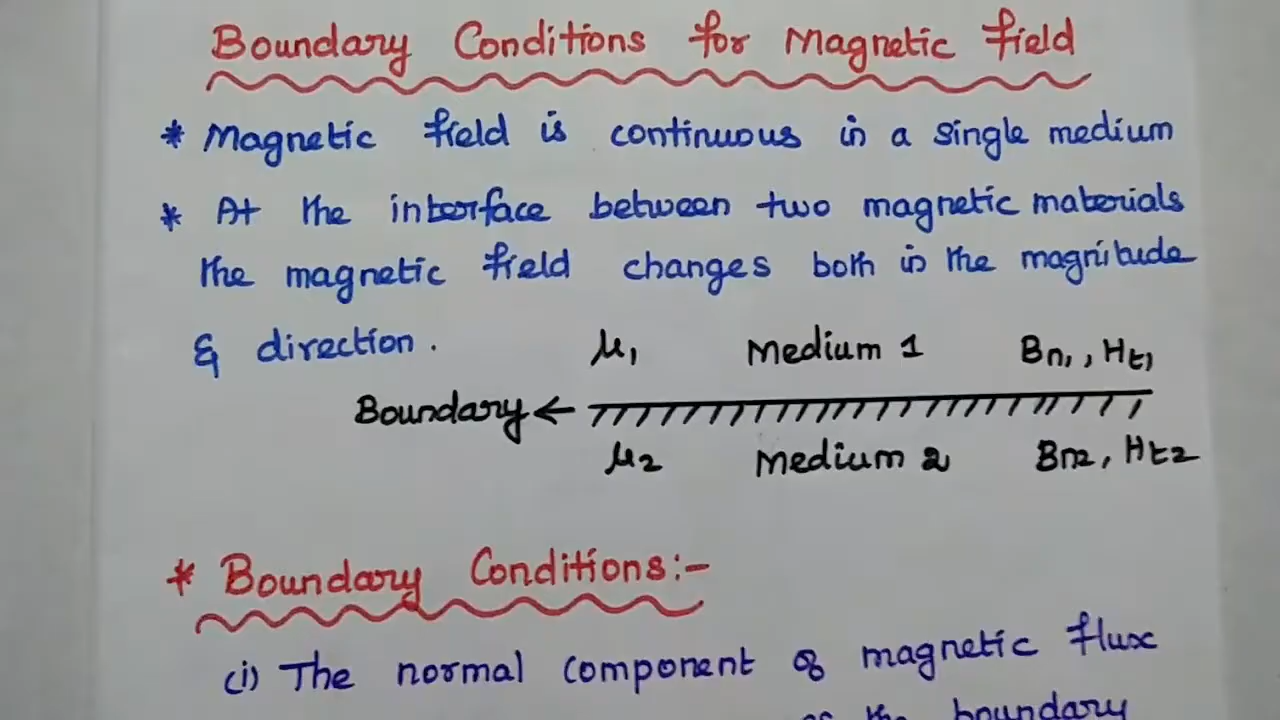 Boundary Conditions for Magnetic field
* Magnetic field is continuous in a single medium
* At the interface between two magnetic materials
the magnetic field changes both in the magnitude
& direction.
μ1 Medium 1 Bn1, Ht1
Boundary ←
μ2 Medium 2 Bn2, Ht2
* Boundary Conditions:-
(i) The normal component of magnetic flux
the boundary